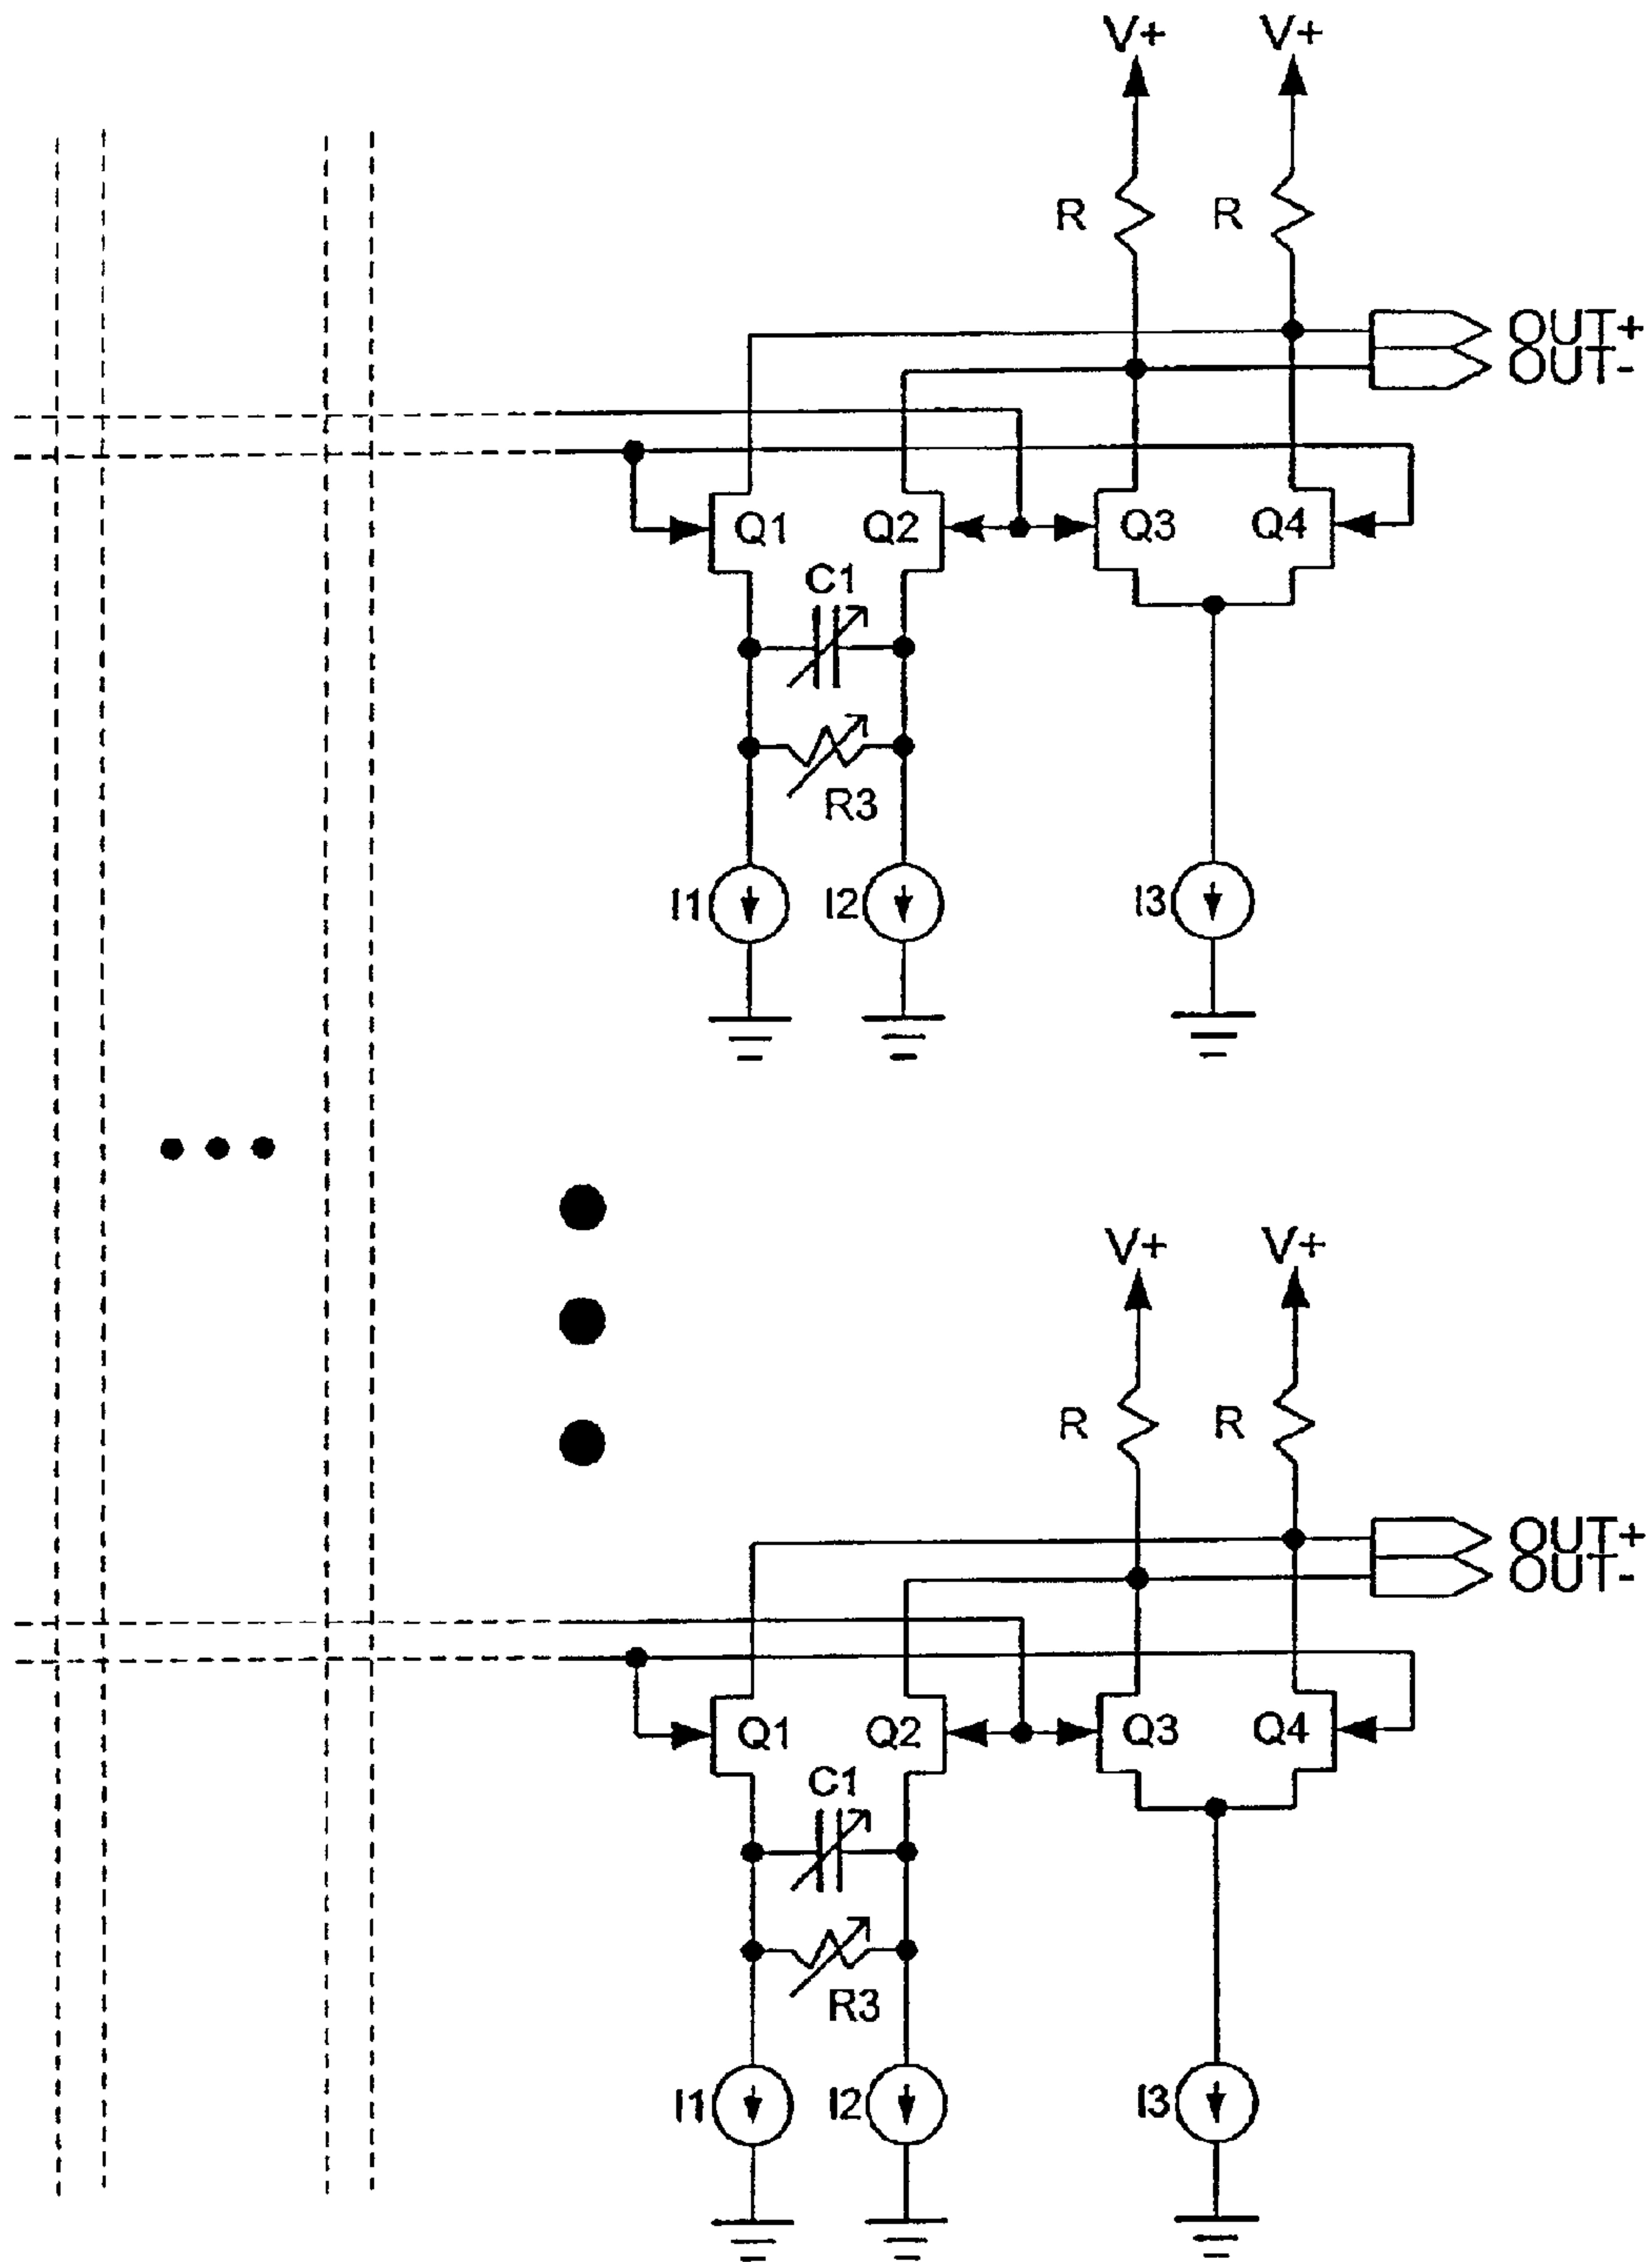 V+ V+
R R
OUT+
OUT-
Q1 Q2 Q3 Q4
C1
R3
I1 I2 I3
V+ V+
R R
OUT+
OUT-
Q1 Q2 Q3 Q4
C1
R3
I1 I2 I3